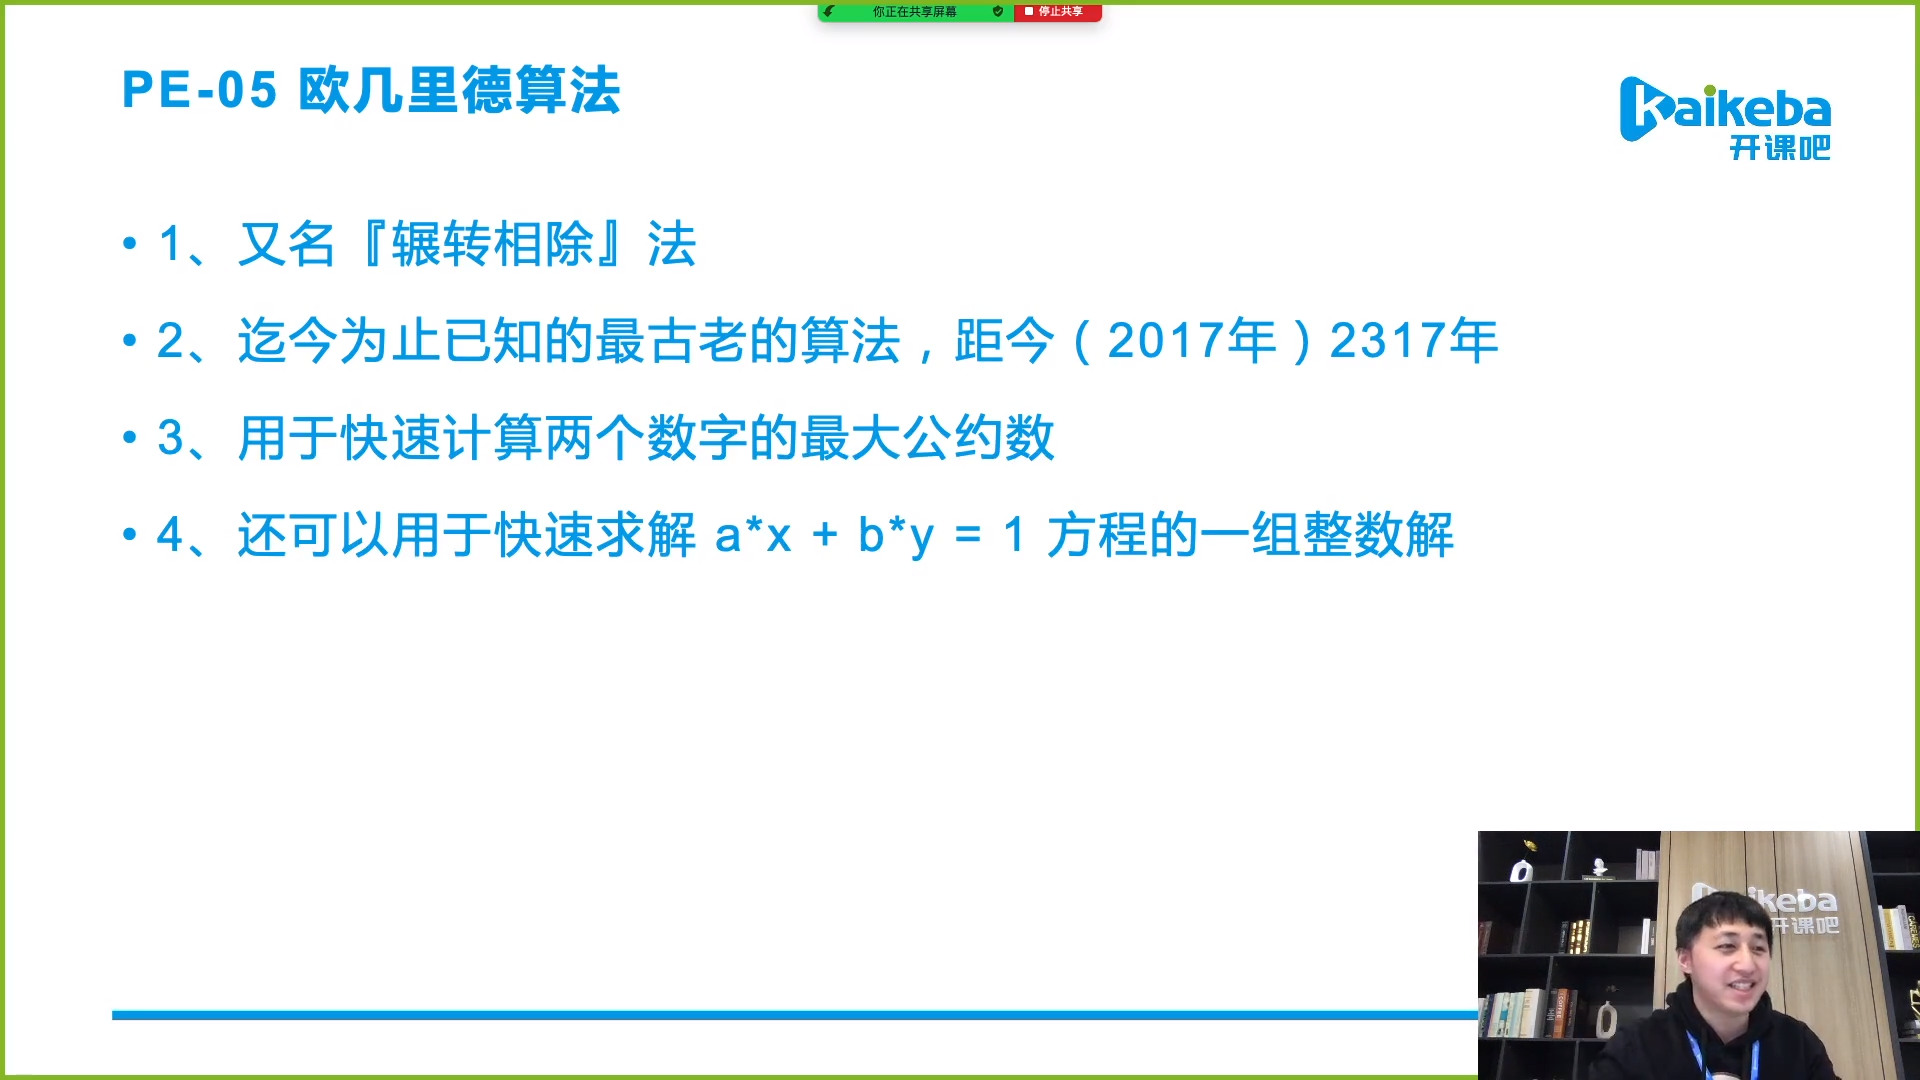 你正在共享屏幕
停止共享
PE-05 欧几里德算法
kaikeba
开课吧
• 1、又名『辗转相除』法
• 2、迄今为止已知的最古老的算法，距今（2017年）2317年
• 3、用于快速计算两个数字的最大公约数
• 4、还可以用于快速求解 a*x + b*y = 1 方程的一组整数解
ikeba
开课吧